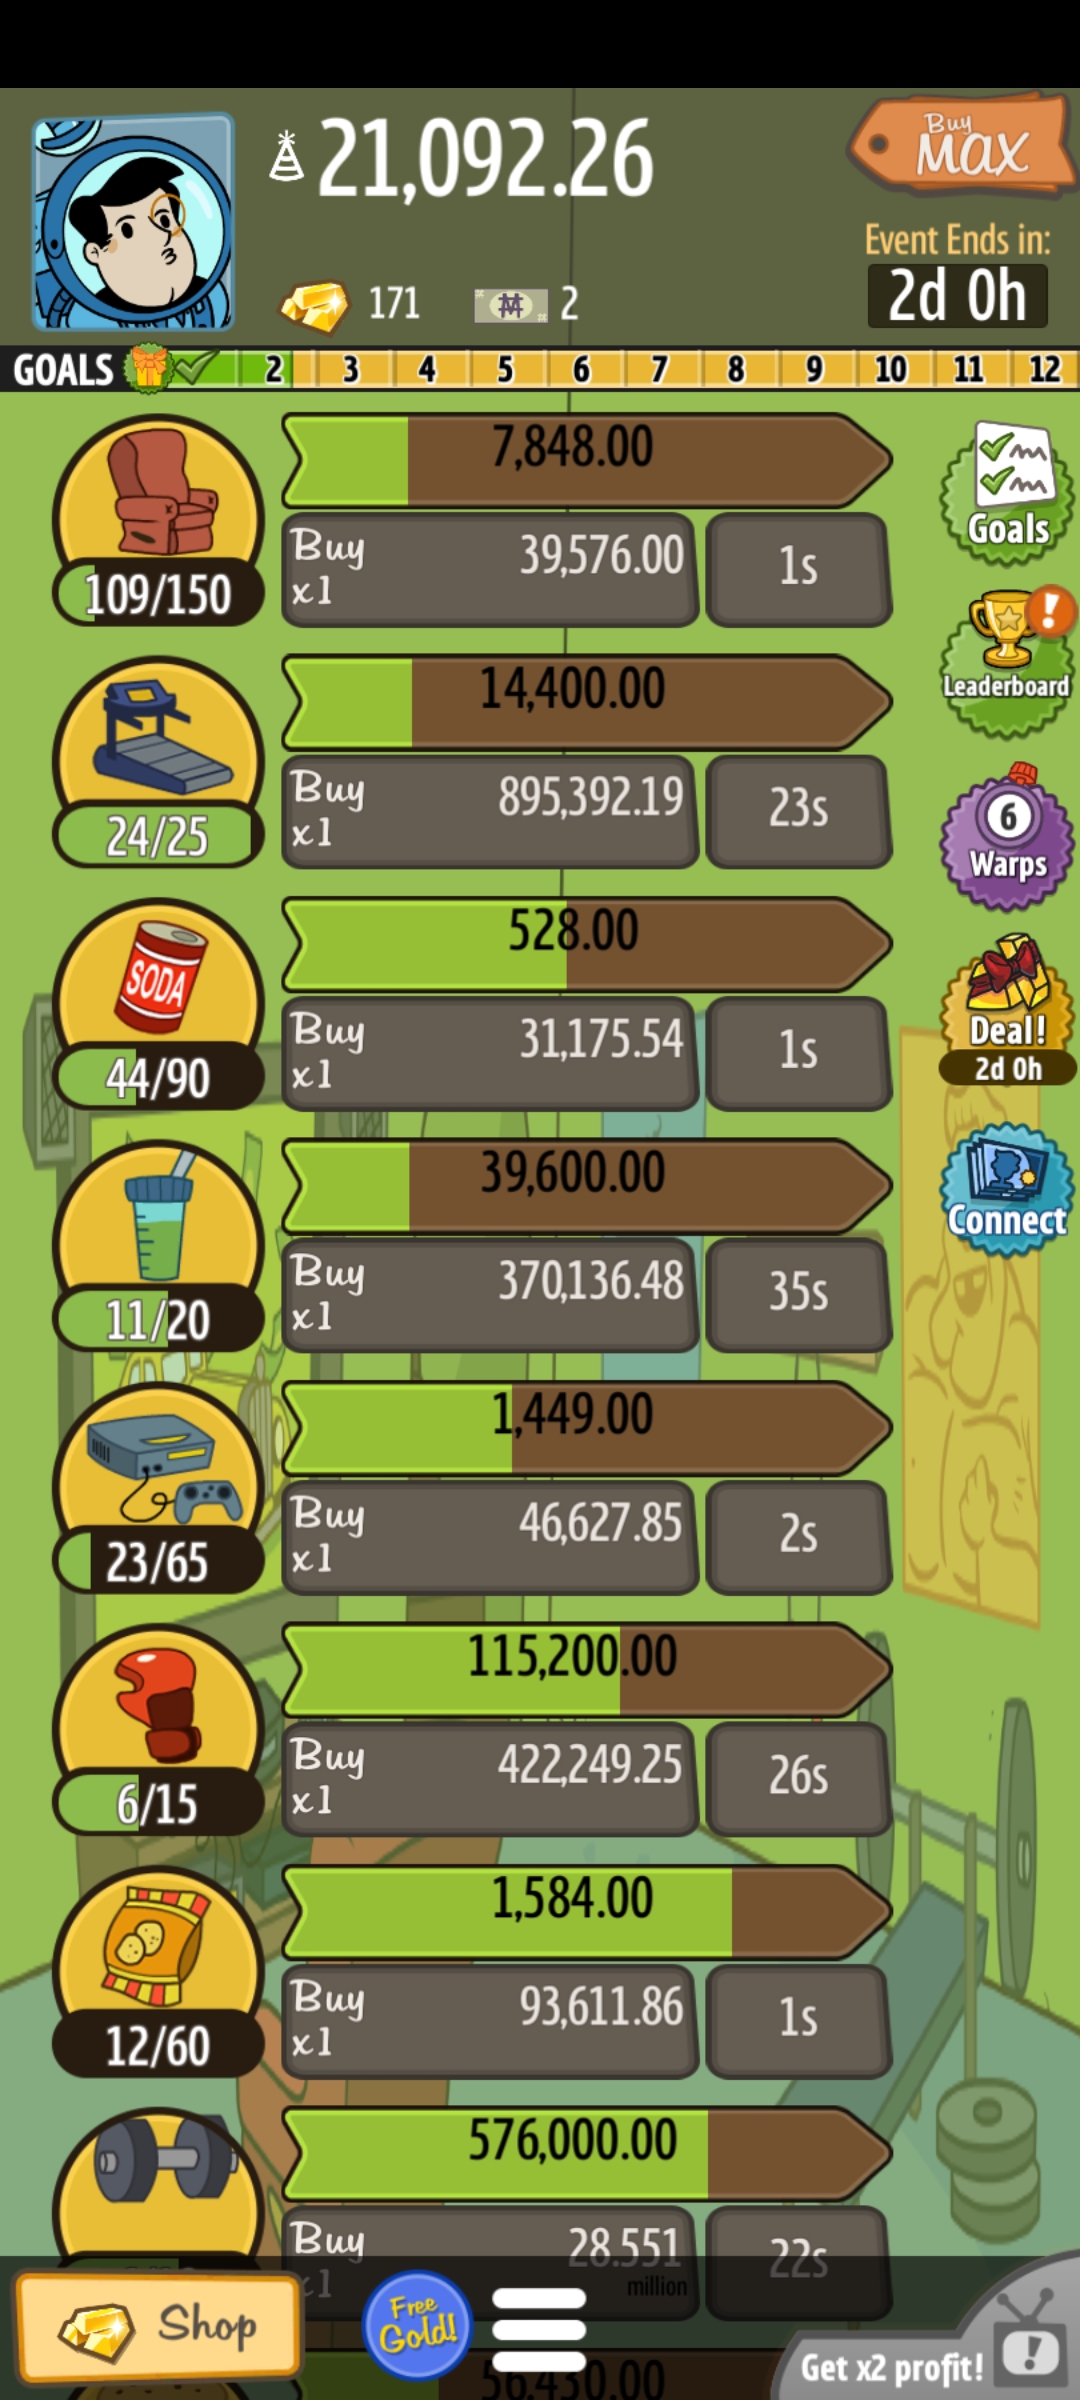 21,092.26
Buy
MAX
Event Ends in:
2d 0h
171
2
GOALS 2 3 4 5 6 7 8 9 10 11 12
7,848.00
Buy
x1
39,576.00
1s
109/150
Goals
14,400.00
Buy
x1
895,392.19
23s
24/25
!
Leaderboard
528.00
SODA
Buy
x1
31,175.54
1s
44/90
6
Warps
Deal!
2d 0h
39,600.00
Buy
x1
370,136.48
35s
11/20
Connect
1,449.00
Buy
x1
46,627.85
2s
23/65
115,200.00
Buy
x1
422,249.25
26s
6/15
1,584.00
Buy
x1
93,611.86
1s
12/60
576,000.00
Buy
x1
28.551
million
22s
Shop
Free
Gold!
Get x2 profit!
!
56,430.00